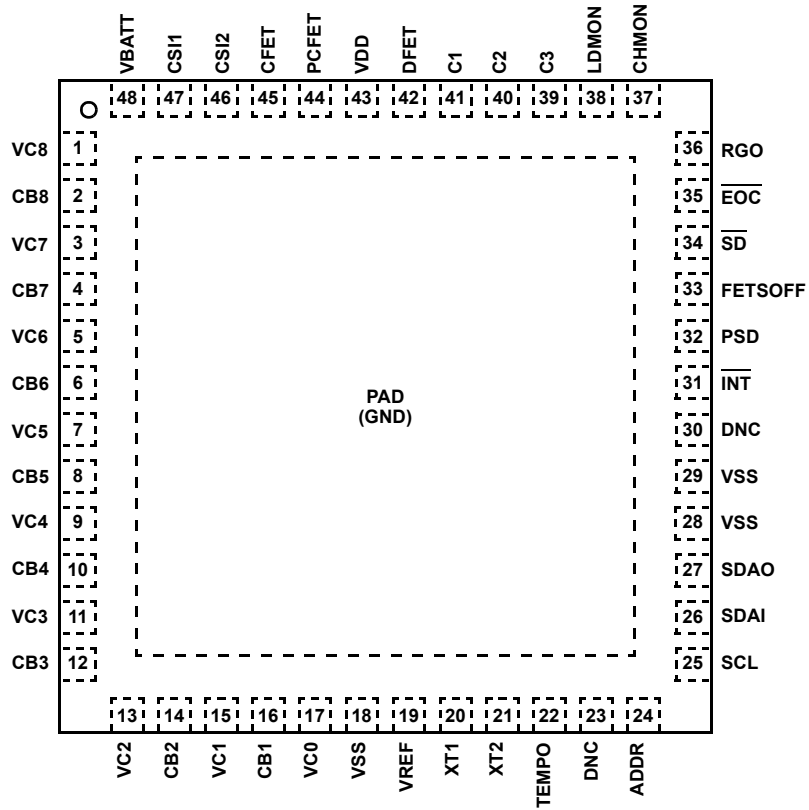 VBATT
CSI1
CSI2
CFET
PCFET
VDD
DFET
C1
C2
C3
LDMON
CHMON
48 47 46 45 44 43 42 41 40 39 38 37
VC8 1 36 RGO
CB8 2 35 E̅O̅C̅
VC7 3 34 S̅D̅
CB7 4 33 FETSOFF
VC6 5 32 PSD
CB6 6 31 I̅N̅T̅
PAD
(GND)
VC5 7 30 DNC
CB5 8 29 VSS
VC4 9 28 VSS
CB4 10 27 SDAO
VC3 11 26 SDAI
CB3 12 25 SCL
13 14 15 16 17 18 19 20 21 22 23 24
VC2
CB2
VC1
CB1
VC0
VSS
VREF
XT1
XT2
TEMPO
DNC
ADDR